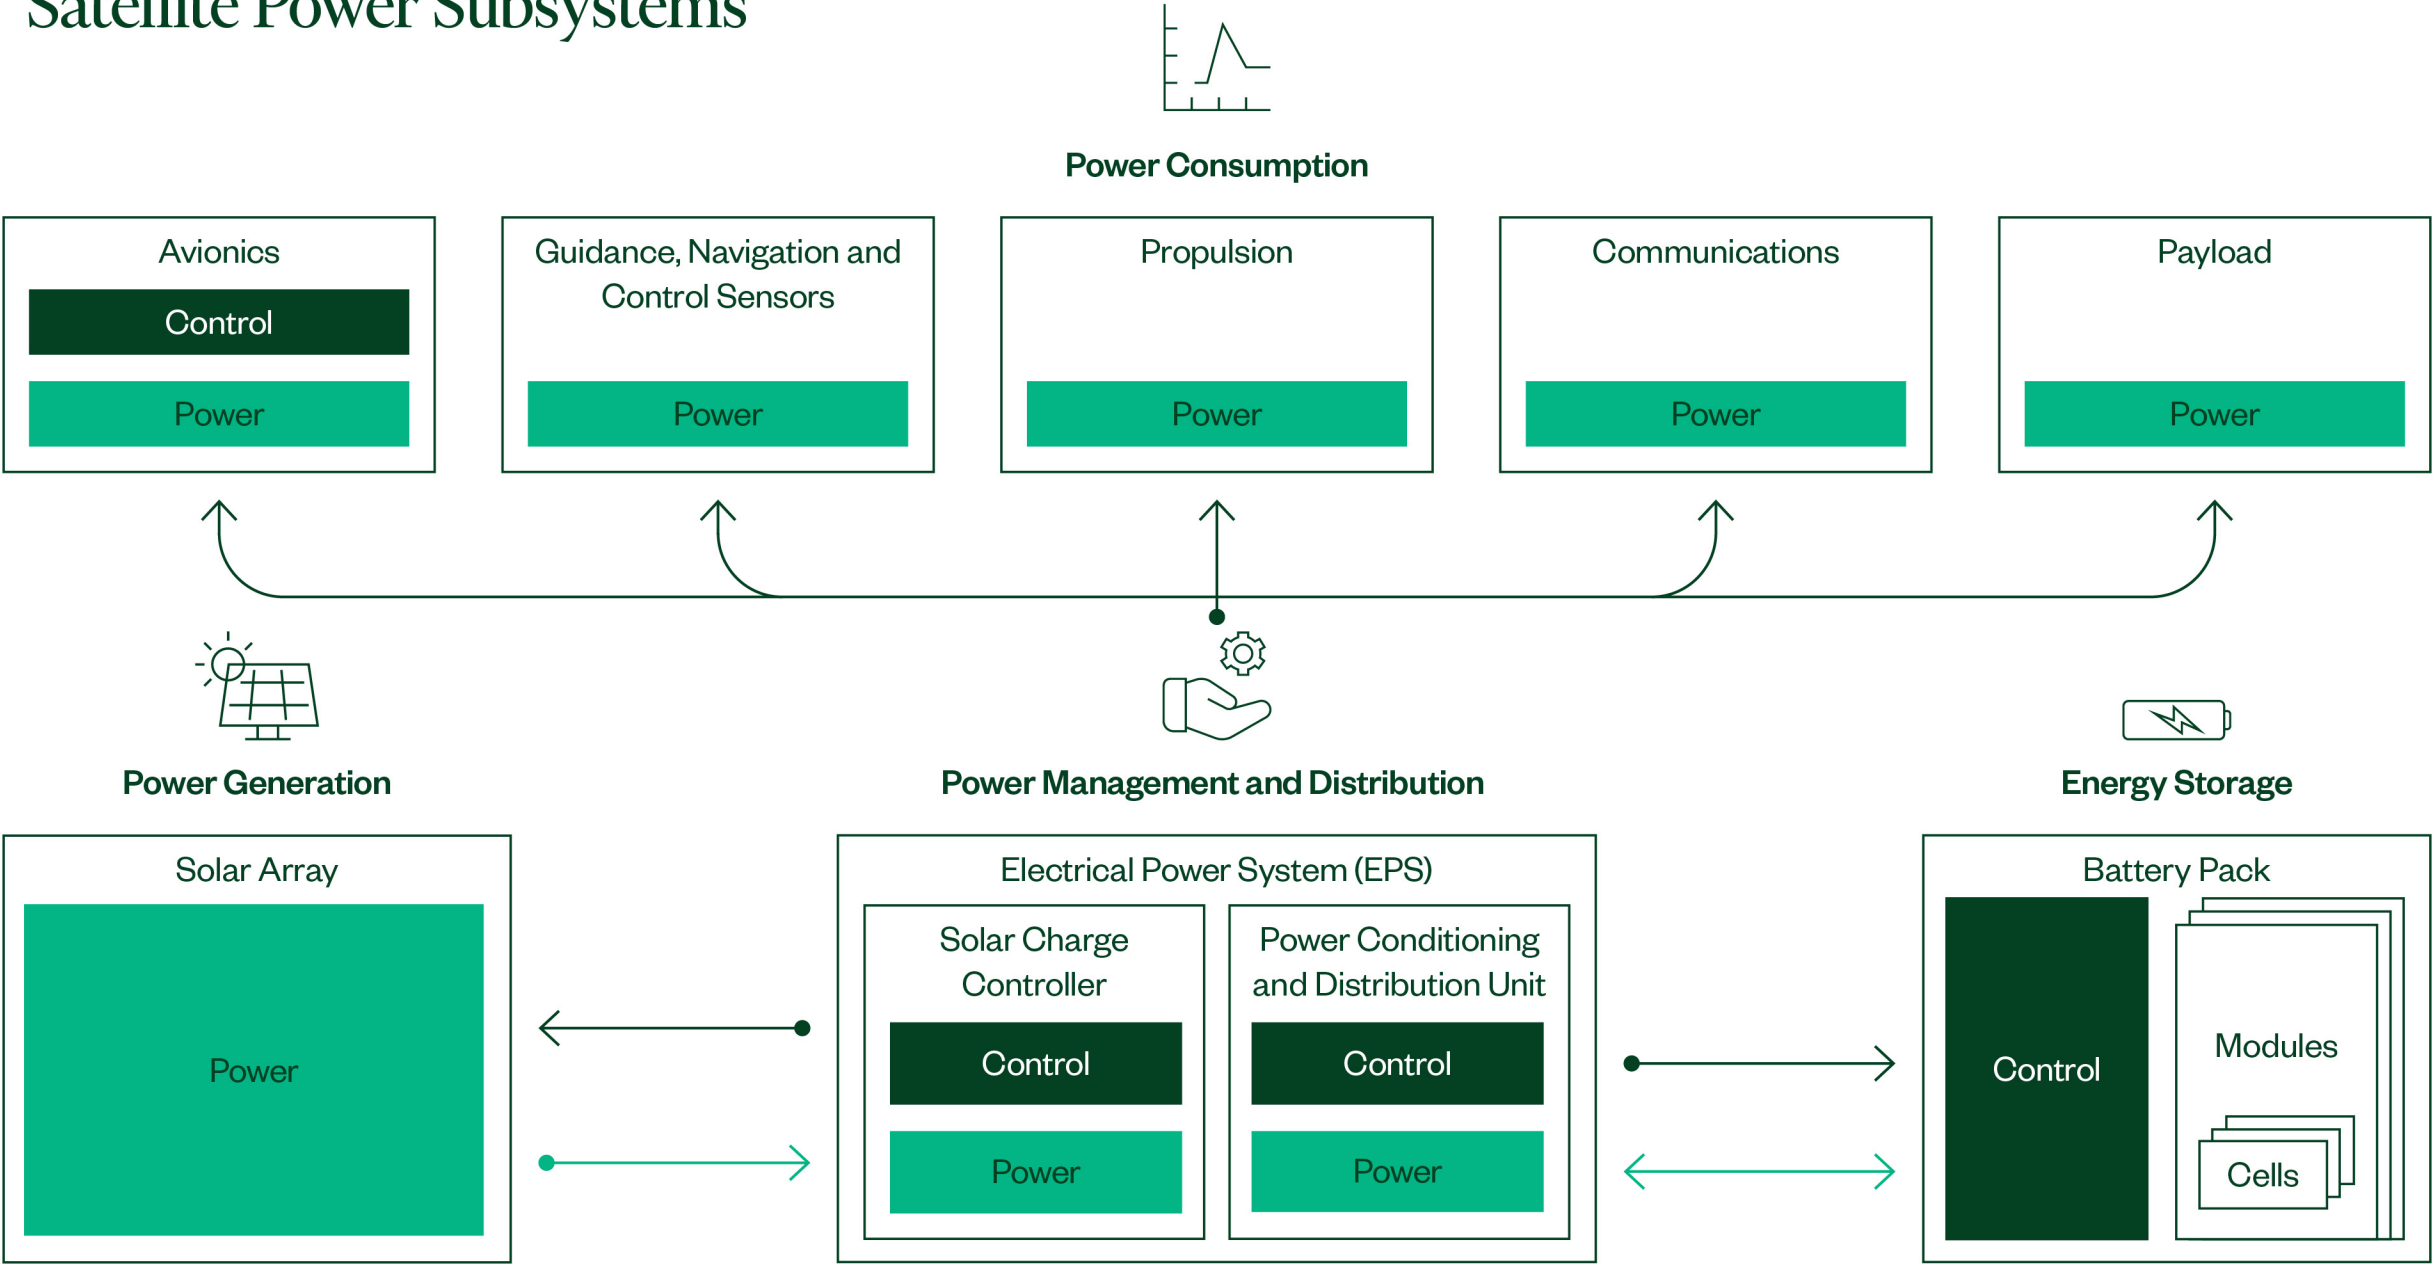 Satellite Power Subsystems
Power Consumption
Avionics
Control
Power
Guidance, Navigation and
Control Sensors
Power
Propulsion
Power
Communications
Power
Payload
Power
Power Generation
Solar Array
Power
Power Management and Distribution
Electrical Power System (EPS)
Solar Charge
Controller
Control
Power
Power Conditioning
and Distribution Unit
Control
Power
Energy Storage
Battery Pack
Control
Modules
Cells